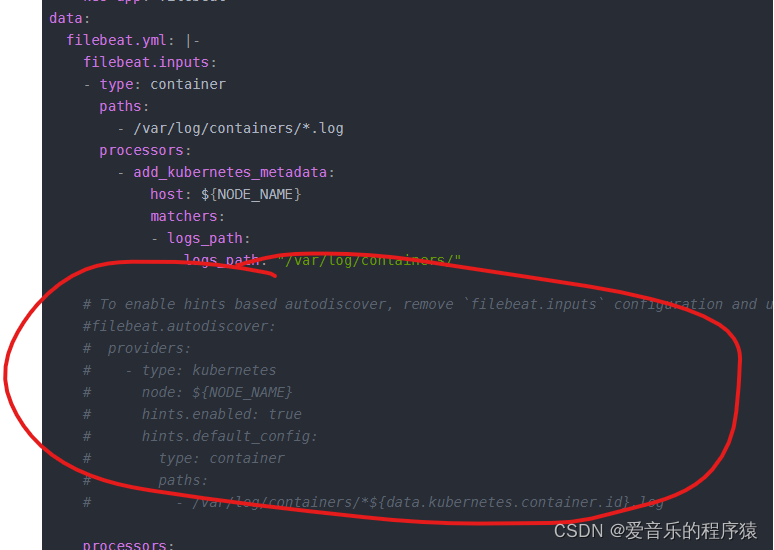 data:
  filebeat.yml: |-
    filebeat.inputs:
    - type: container
      paths:
        - /var/log/containers/*.log
      processors:
        - add_kubernetes_metadata:
            host: ${NODE_NAME}
            matchers:
            - logs_path:
                logs_path: "/var/log/containers/"
    # To enable hints based autodiscover, remove `filebeat.inputs` configuration and u
    #filebeat.autodiscover:
    #  providers:
    #    - type: kubernetes
    #      node: ${NODE_NAME}
    #      hints.enabled: true
    #      hints.default_config:
    #        type: container
    #        paths:
    #          - /var/log/containers/*${data.kubernetes.container.id}.log
    processors:
CSDN @爱音乐的程序猿